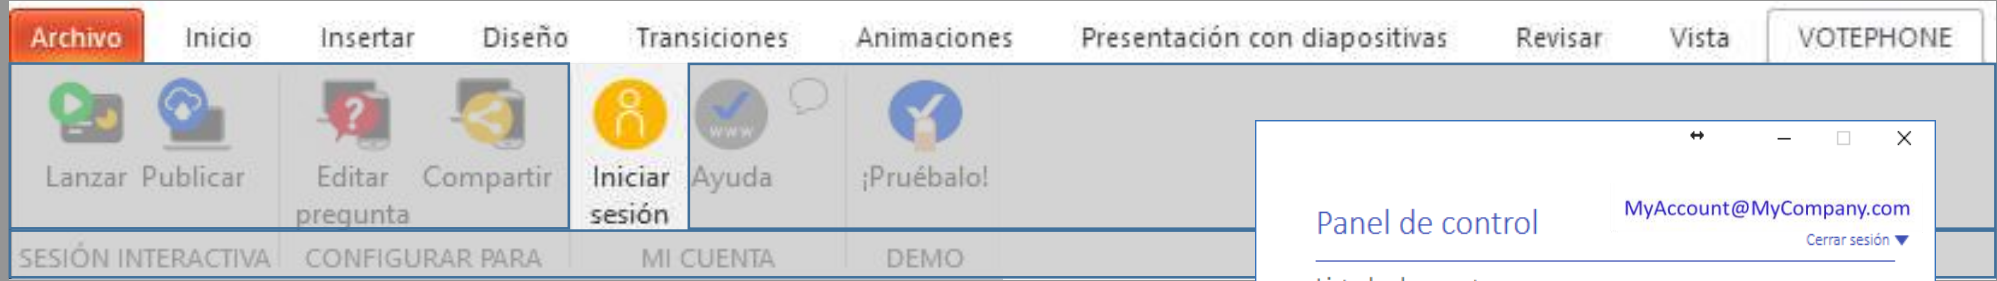 Archivo Inicio Insertar Diseño Transiciones Animaciones Presentación con diapositivas Revisar Vista VOTEPHONE
www
Lanzar Publicar Editar pregunta Compartir Iniciar sesión Ayuda ¡Pruébalo!
SESIÓN INTERACTIVA CONFIGURAR PARA MI CUENTA DEMO
MyAccount@MyCompany.com
Panel de control
Cerrar sesión